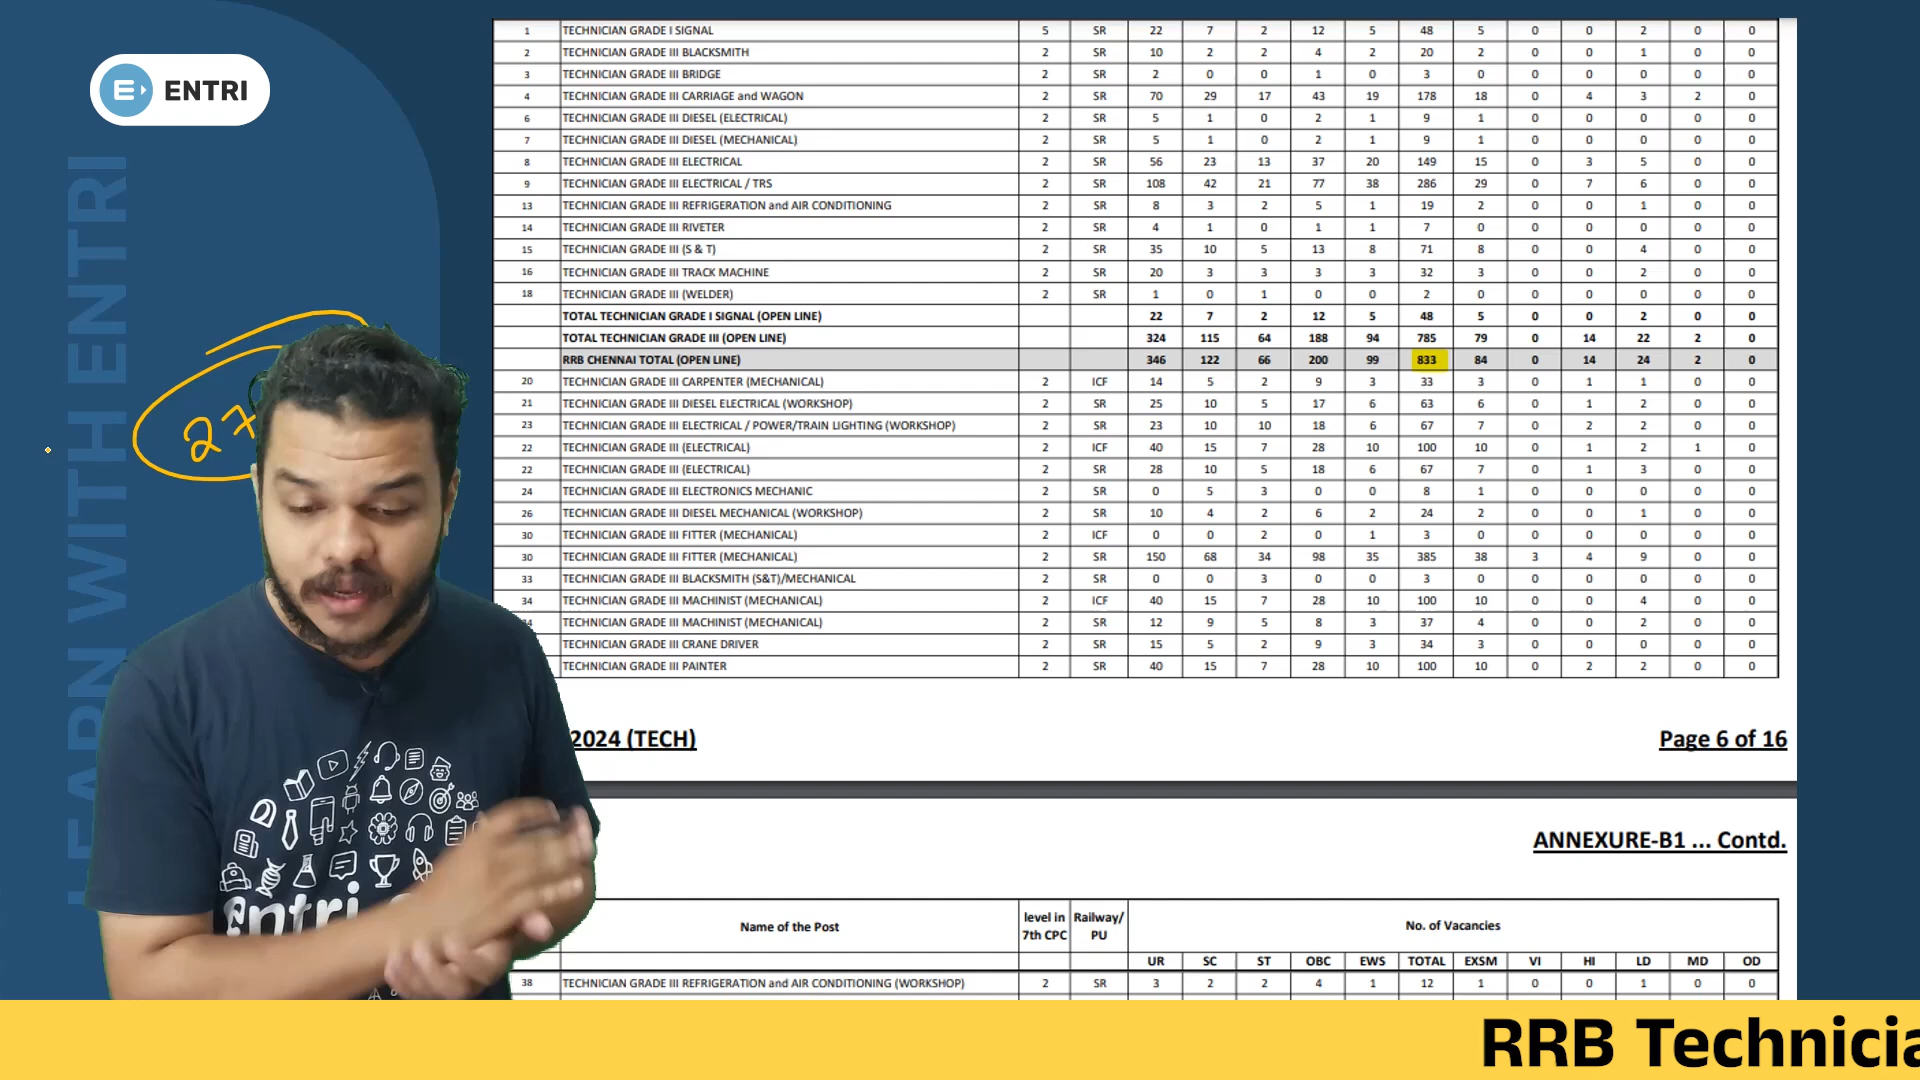 ENTRI
LEARN WITH ENTRI
27
1 TECHNICIAN GRADE I SIGNAL 5 SR 22 7 2 12 5 48 5 0 0 2 0 0
2 TECHNICIAN GRADE III BLACKSMITH 2 SR 10 2 2 4 2 20 2 0 0 1 0 0
3 TECHNICIAN GRADE III BRIDGE 2 SR 2 0 0 1 0 3 0 0 0 0 0 0
4 TECHNICIAN GRADE III CARRIAGE and WAGON 2 SR 70 29 17 43 19 178 18 0 4 3 2 0
6 TECHNICIAN GRADE III DIESEL (ELECTRICAL) 2 SR 5 1 0 2 1 9 1 0 0 0 0 0
7 TECHNICIAN GRADE III DIESEL (MECHANICAL) 2 SR 5 1 0 2 1 9 1 0 0 0 0 0
8 TECHNICIAN GRADE III ELECTRICAL 2 SR 56 23 13 37 20 149 15 0 3 5 0 0
9 TECHNICIAN GRADE III ELECTRICAL / TRS 2 SR 108 42 21 77 38 286 29 0 7 6 0 0
13 TECHNICIAN GRADE III REFRIGERATION and AIR CONDITIONING 2 SR 8 3 2 5 1 19 2 0 0 1 0 0
14 TECHNICIAN GRADE III RIVETER 2 SR 4 1 0 1 1 7 0 0 0 0 0 0
15 TECHNICIAN GRADE III (S & T) 2 SR 35 10 5 13 8 71 8 0 0 4 0 0
16 TECHNICIAN GRADE III TRACK MACHINE 2 SR 20 3 3 3 3 32 3 0 0 2 0 0
18 TECHNICIAN GRADE III (WELDER) 2 SR 1 0 1 0 0 2 0 0 0 0 0 0
TOTAL TECHNICIAN GRADE I SIGNAL (OPEN LINE) 22 7 2 12 5 48 5 0 0 2 0 0
TOTAL TECHNICIAN GRADE III (OPEN LINE) 324 115 64 188 94 785 79 0 14 22 2 0
RRB CHENNAI TOTAL (OPEN LINE) 346 122 66 200 99 833 84 0 14 24 2 0
20 TECHNICIAN GRADE III CARPENTER (MECHANICAL) 2 ICF 14 5 2 9 3 33 3 0 1 1 0 0
21 TECHNICIAN GRADE III DIESEL ELECTRICAL (WORKSHOP) 2 SR 25 10 5 17 6 63 6 0 1 2 0 0
23 TECHNICIAN GRADE III ELECTRICAL / POWER/TRAIN LIGHTING (WORKSHOP) 2 SR 23 10 10 18 6 67 7 0 2 2 0 0
22 TECHNICIAN GRADE III (ELECTRICAL) 2 ICF 40 15 7 28 10 100 10 0 1 2 1 0
22 TECHNICIAN GRADE III (ELECTRICAL) 2 SR 28 10 5 18 6 67 7 0 1 3 0 0
24 TECHNICIAN GRADE III ELECTRONICS MECHANIC 2 SR 0 5 3 0 0 8 1 0 0 0 0 0
26 TECHNICIAN GRADE III DIESEL MECHANICAL (WORKSHOP) 2 SR 10 4 2 6 2 24 2 0 0 1 0 0
30 TECHNICIAN GRADE III FITTER (MECHANICAL) 2 ICF 0 0 2 0 1 3 0 0 0 0 0 0
30 TECHNICIAN GRADE III FITTER (MECHANICAL) 2 SR 150 68 34 98 35 385 38 3 4 9 0 0
33 TECHNICIAN GRADE III BLACKSMITH (S&T)/MECHANICAL 2 SR 0 0 3 0 0 3 0 0 0 0 0 0
34 TECHNICIAN GRADE III MACHINIST (MECHANICAL) 2 ICF 40 15 7 28 10 100 10 0 0 4 0 0
34 TECHNICIAN GRADE III MACHINIST (MECHANICAL) 2 SR 12 9 5 8 3 37 4 0 0 2 0 0
TECHNICIAN GRADE III CRANE DRIVER 2 SR 15 5 2 9 3 34 3 0 0 0 0 0
TECHNICIAN GRADE III PAINTER 2 SR 40 15 7 28 10 100 10 0 2 2 0 0
2024 (TECH) Page 6 of 16
ANNEXURE-B1 ... Contd.
Name of the Post level in 7th CPC Railway/ PU No. of Vacancies
UR SC ST OBC EWS TOTAL EXSM VI HI LD MD OD
38 TECHNICIAN GRADE III REFRIGERATION and AIR CONDITIONING (WORKSHOP) 2 SR 3 2 2 4 1 12 1 0 0 1 0 0
entri
RRB Technicia